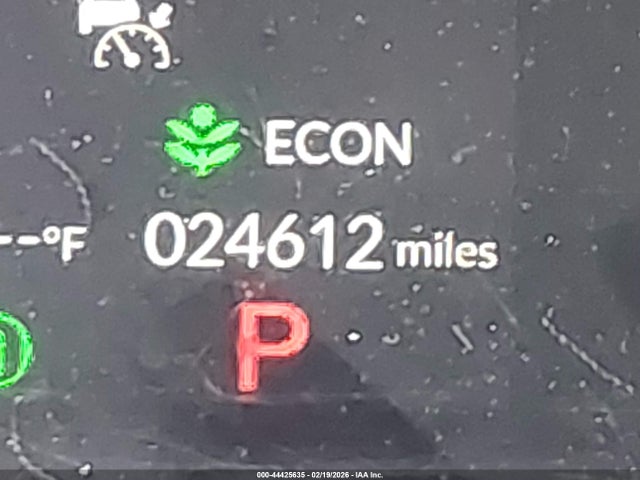 ECON
--°F
024612 miles
P
000-44425635 - 02/19/2026 - IAA Inc.